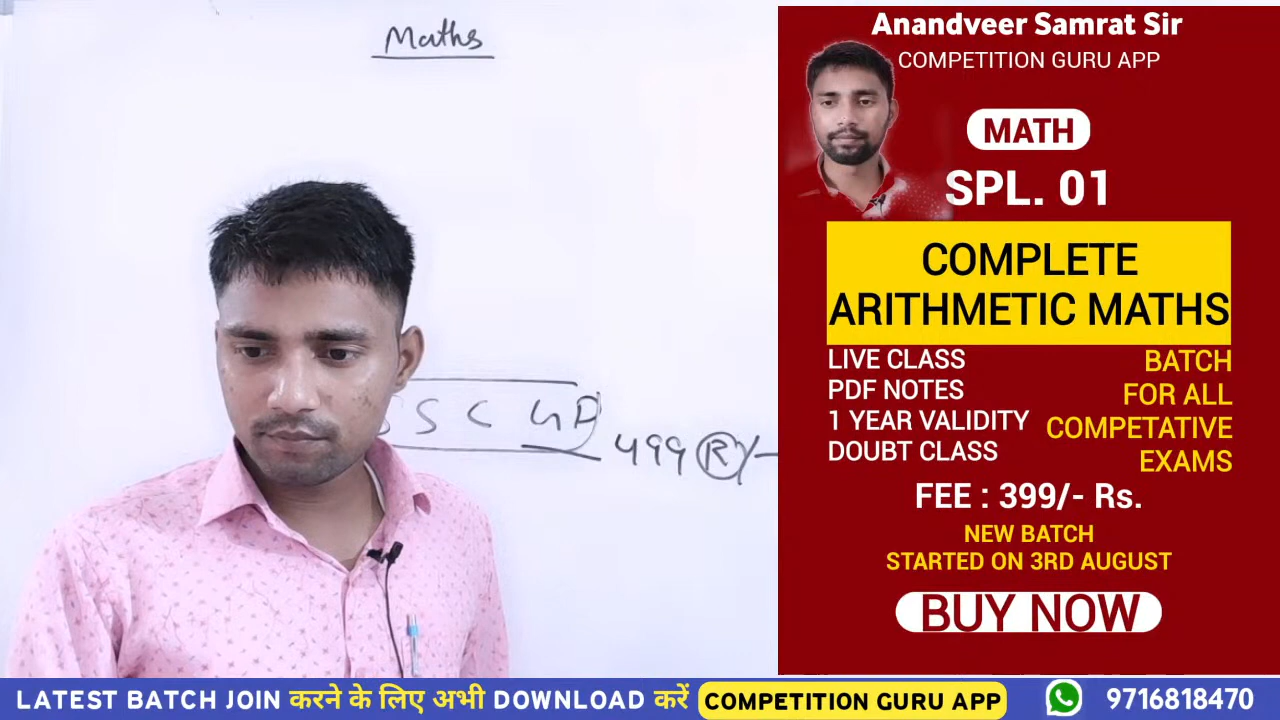 Maths
SSC GD
499 ₹/-
Anandveer Samrat Sir
COMPETITION GURU APP
MATH
SPL. 01
COMPLETE
ARITHMETIC MATHS
LIVE CLASS
PDF NOTES
1 YEAR VALIDITY
DOUBT CLASS
BATCH
FOR ALL
COMPETATIVE
EXAMS
FEE : 399/- Rs.
NEW BATCH
STARTED ON 3RD AUGUST
BUY NOW
LATEST BATCH JOIN करने के लिए अभी DOWNLOAD करें COMPETITION GURU APP 9716818470